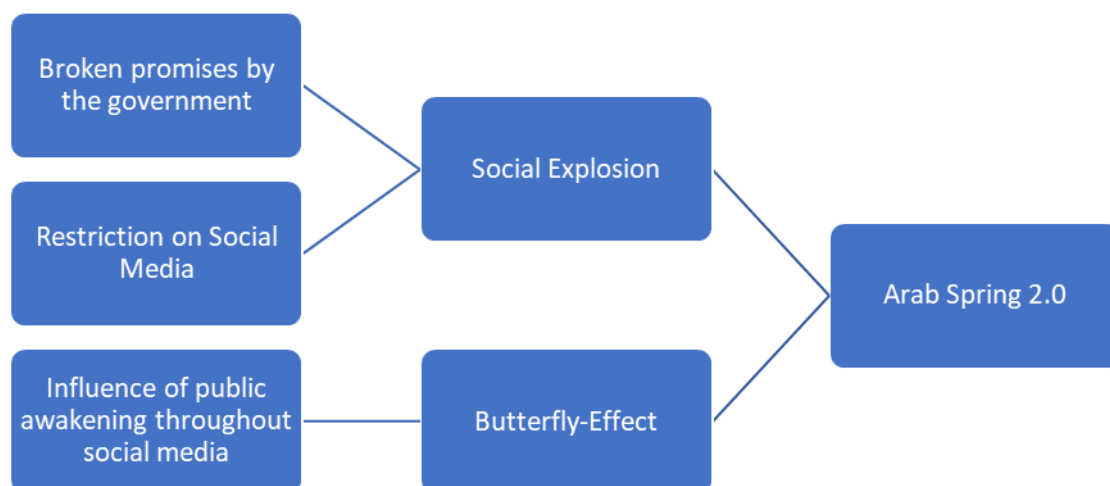 Broken promises by
the government
Restriction on Social
Media
Influence of public
awakening throughout
social media
Social Explosion
Butterfly-Effect
Arab Spring 2.0